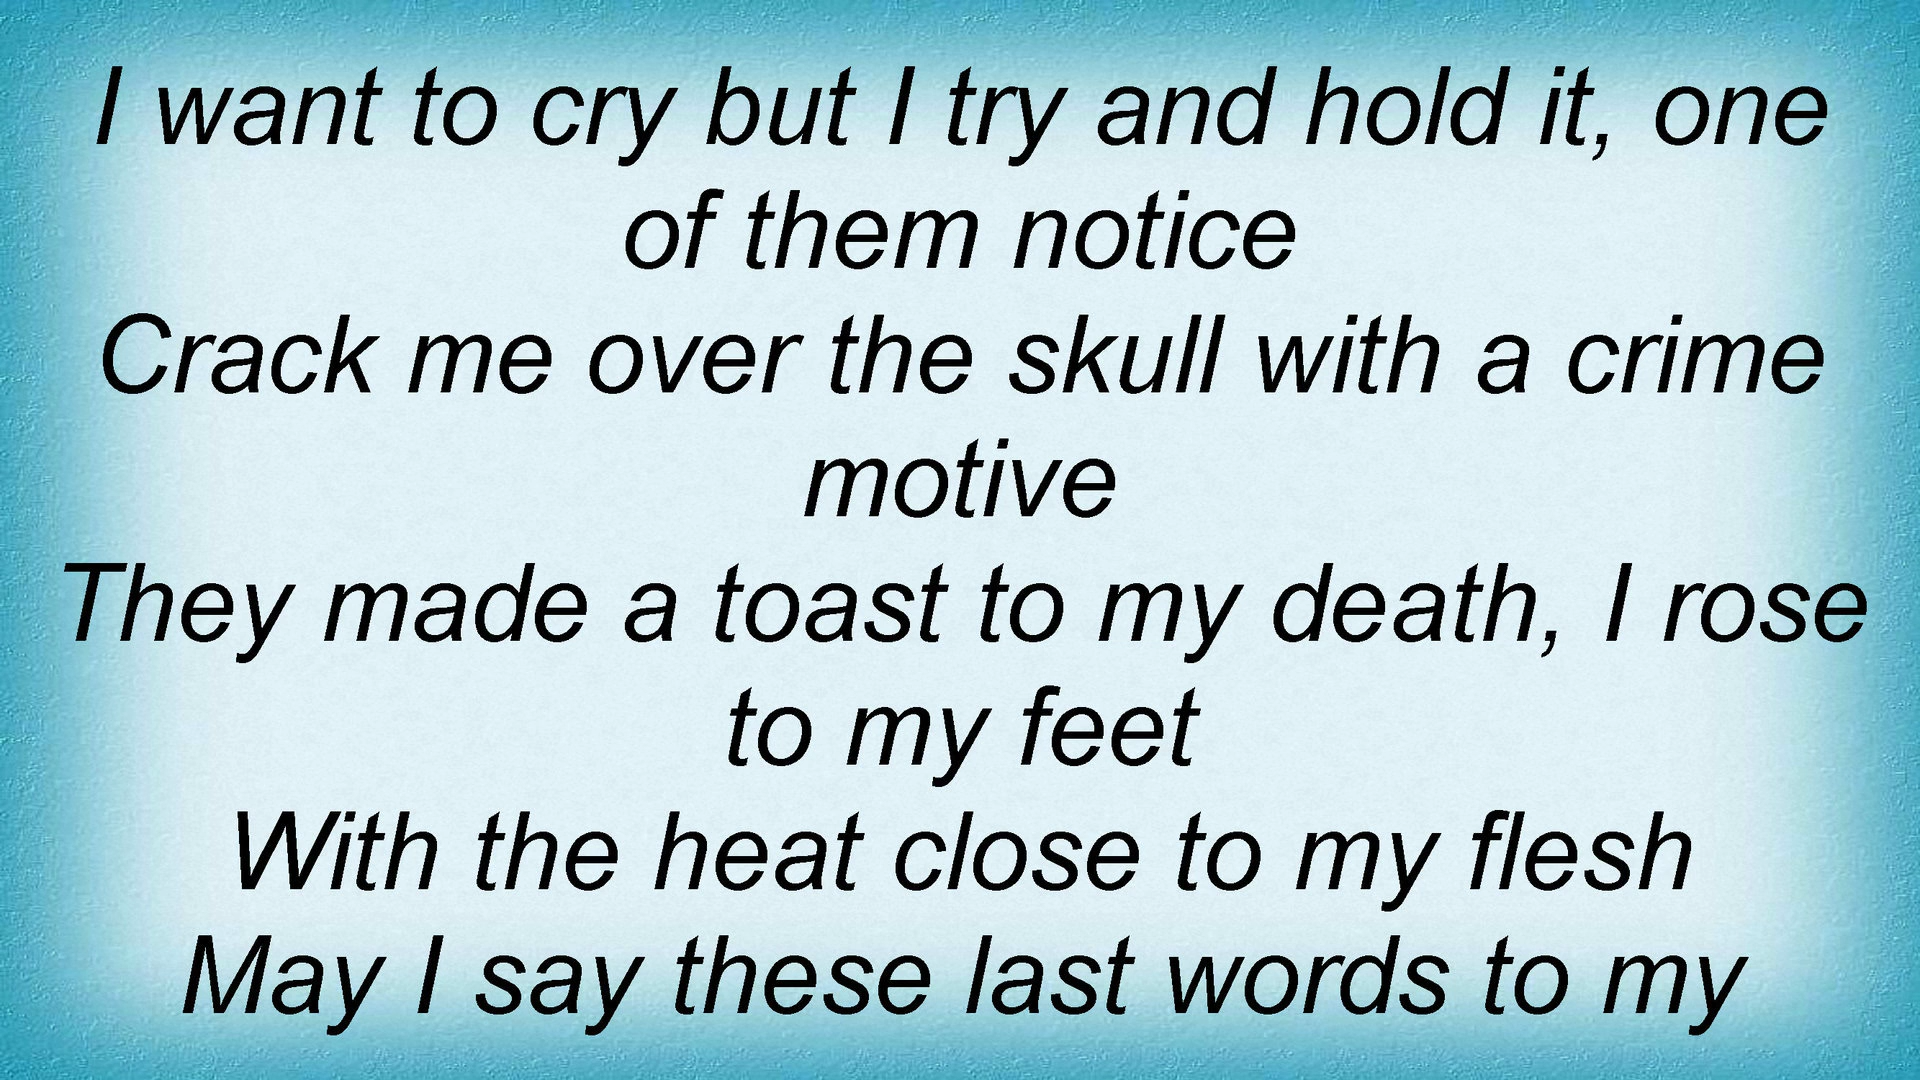 I want to cry but I try and hold it, one
of them notice
Crack me over the skull with a crime
motive
They made a toast to my death, I rose
to my feet
With the heat close to my flesh
May I say these last words to my